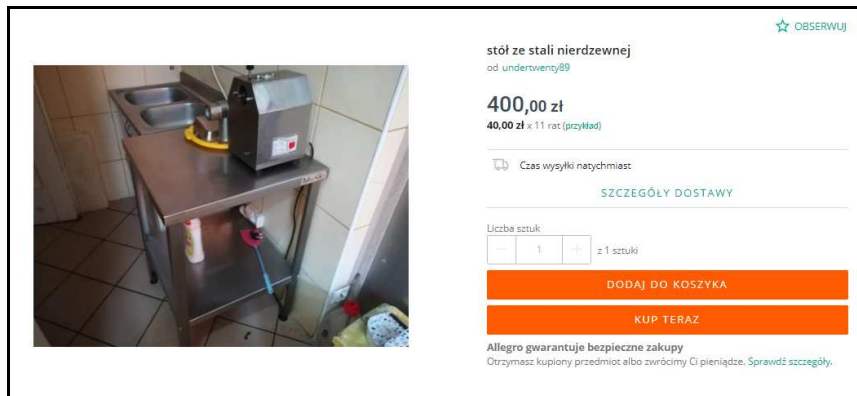 OBSERWUJ
stół ze stali nierdzewnej
od undertwenty89
400,00 zł
40,00 zł x 11 rat (przykład)
Czas wysyłki natychmiast
SZCZEGÓŁY DOSTAWY
Liczba sztuk
— 1 + z 1 sztuki
DODAJ DO KOSZYKA
KUP TERAZ
Allegro gwarantuje bezpieczne zakupy
Otrzymasz kupiony przedmiot albo zwrócimy Ci pieniądze. Sprawdź szczegóły.